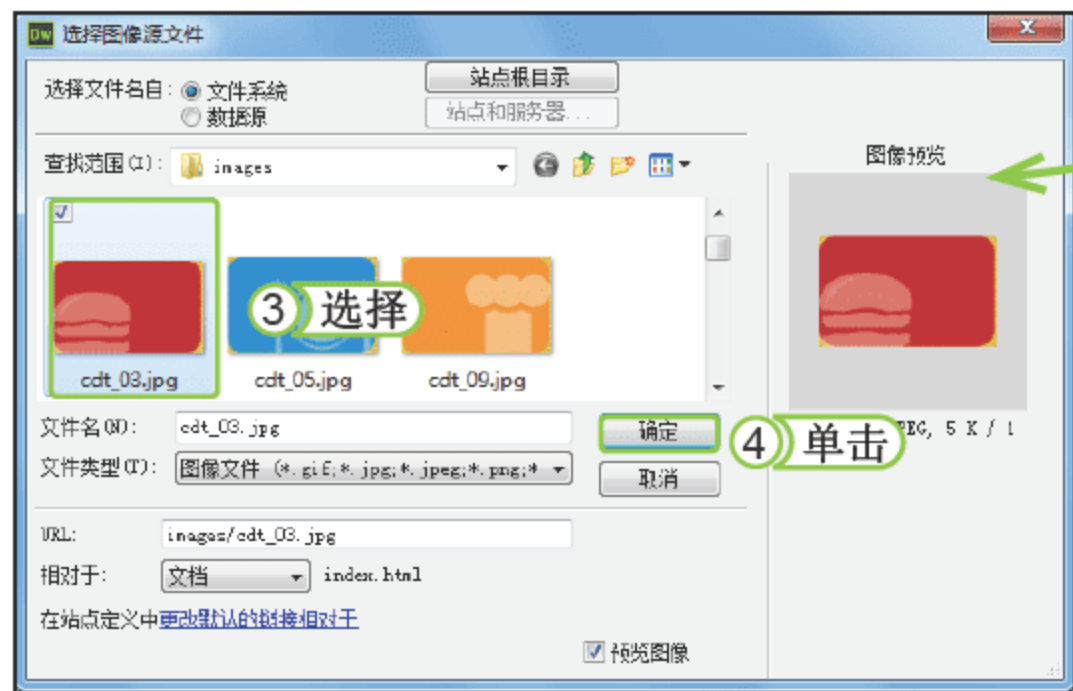 Dw 选择图像源文件
选择文件名自: 文件系统
站点根目录
数据源
站点和服务器...
查找范围(I): images
图像预览
③ 选择
cdt_03.jpg cdt_05.jpg cdt_09.jpg
文件名(N): cdt_03.jpg
确定
④ 单击
EG, 5 K / 1
文件类型(T): 图像文件 (*.gif;*.jpg;*.jpeg;*.png;*
取消
URL: images/cdt_03.jpg
相对于: 文档 index.html
在站点定义中更改默认的链接相对于
预览图像